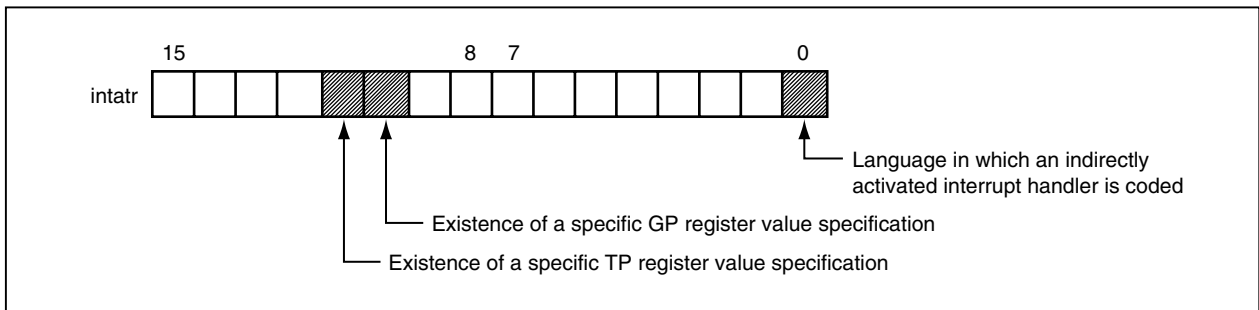 15 8 7 0
intatr
Language in which an indirectly
activated interrupt handler is coded
Existence of a specific GP register value specification
Existence of a specific TP register value specification